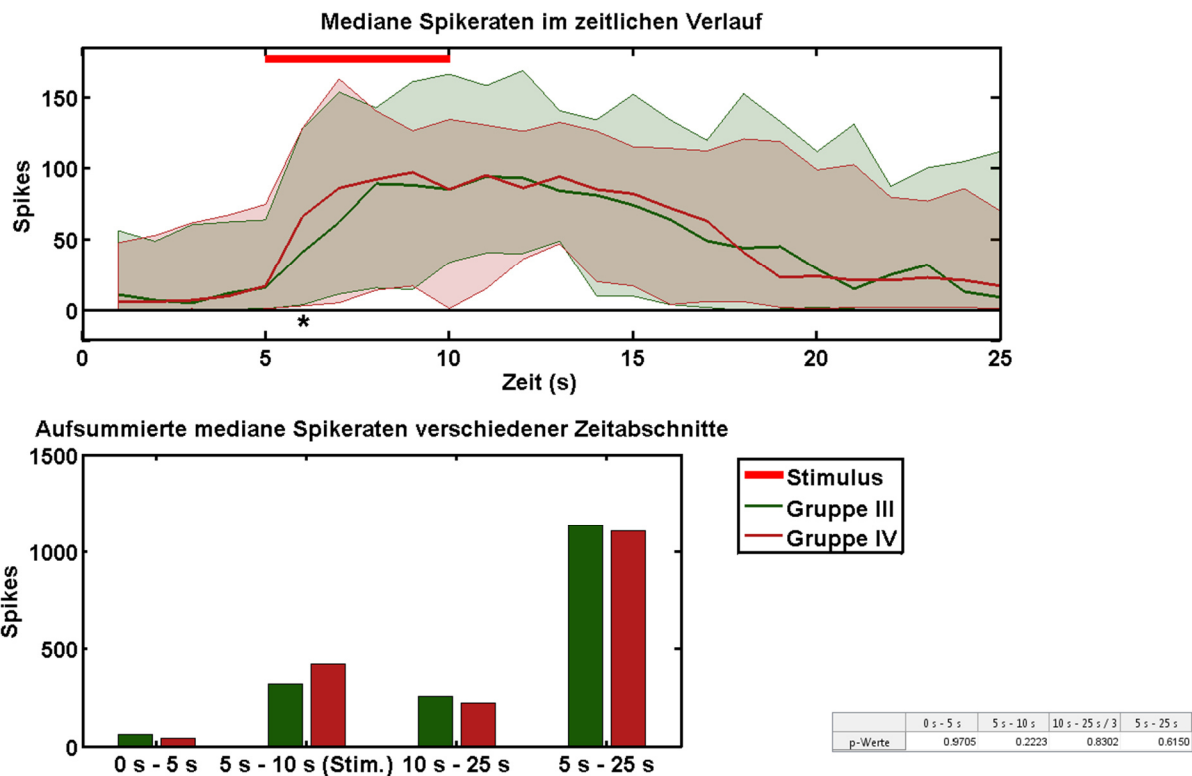 Mediane Spikeraten im zeitlichen Verlauf
Spikes
150
100
50
0
*
0 5 10 15 20 25
Zeit (s)
Aufsummierte mediane Spikeraten verschiedener Zeitabschnitte
Spikes
1500
1000
500
0
0 s - 5 s 5 s - 10 s (Stim.) 10 s - 25 s 5 s - 25 s
Stimulus
Gruppe III
Gruppe IV
0 s - 5 s 5 s - 10 s 10 s - 25 s / 3 5 s - 25 s
p-Werte 0.9705 0.2223 0.8302 0.6150